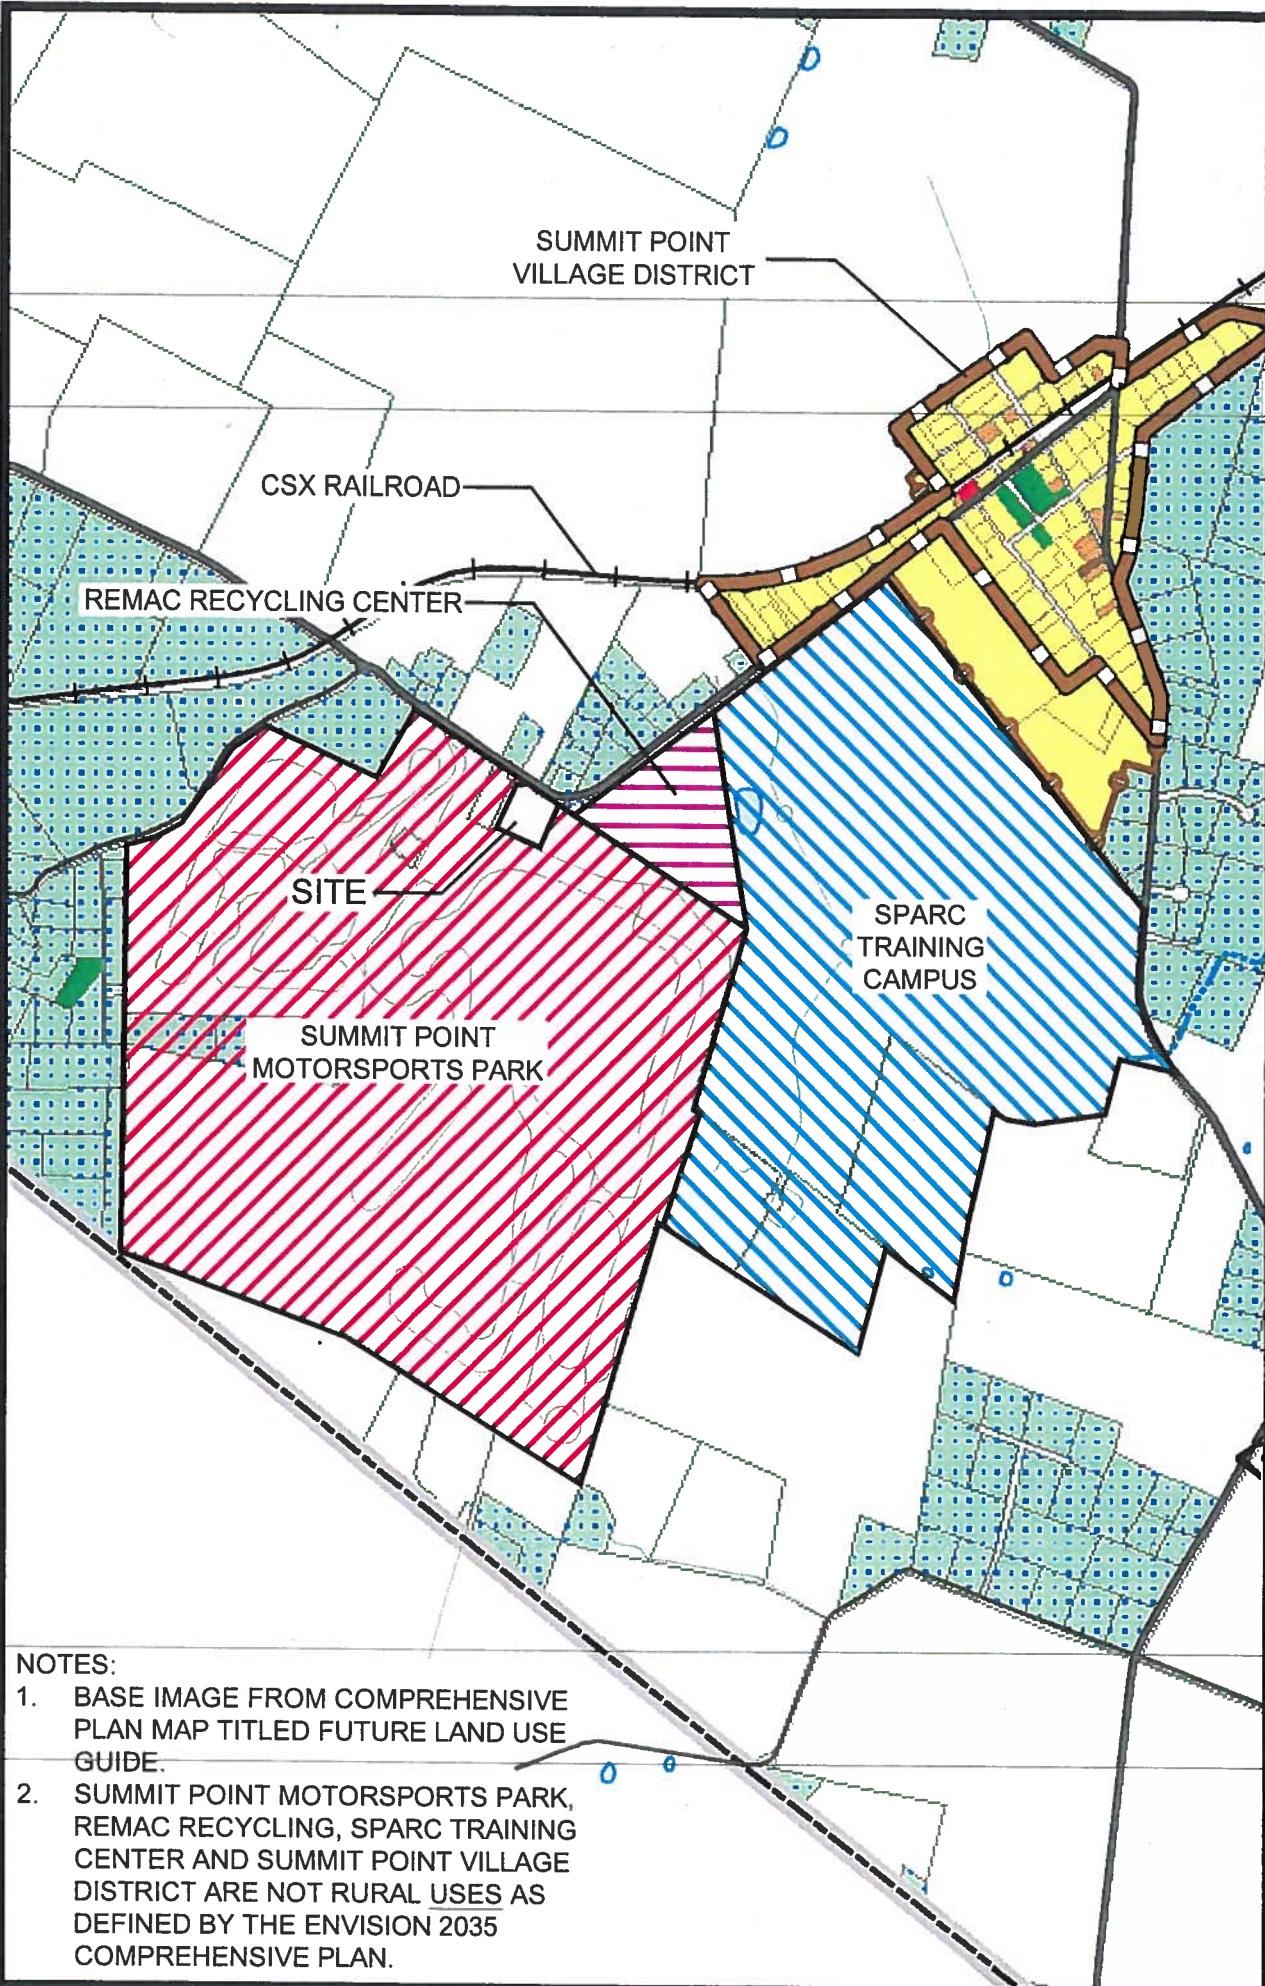 SUMMIT POINT
VILLAGE DISTRICT
CSX RAILROAD
REMAC RECYCLING CENTER
SITE
SPARC
TRAINING
CAMPUS
SUMMIT POINT
MOTORSPORTS PARK
NOTES:
1. BASE IMAGE FROM COMPREHENSIVE
PLAN MAP TITLED FUTURE LAND USE
GUIDE.
2. SUMMIT POINT MOTORSPORTS PARK,
REMAC RECYCLING, SPARC TRAINING
CENTER AND SUMMIT POINT VILLAGE
DISTRICT ARE NOT RURAL USES AS
DEFINED BY THE ENVISION 2035
COMPREHENSIVE PLAN.